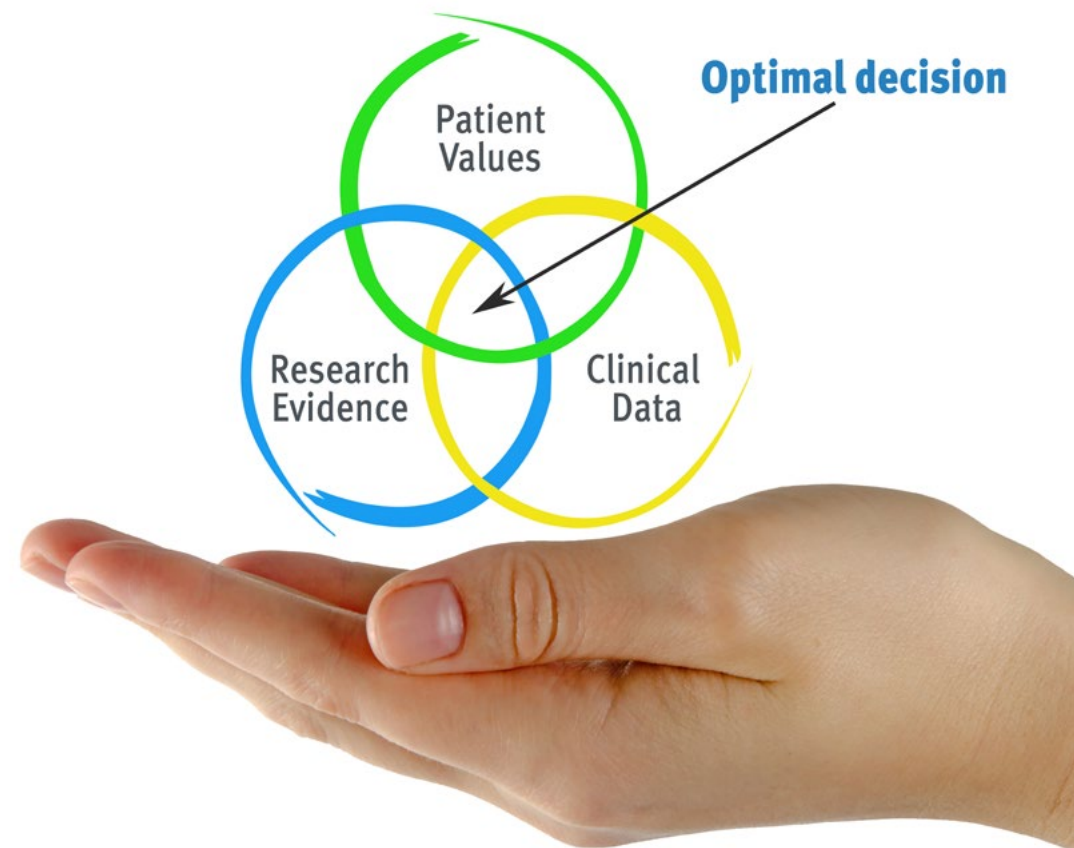 Optimal decision
Patient
Values
Research
Evidence
Clinical
Data